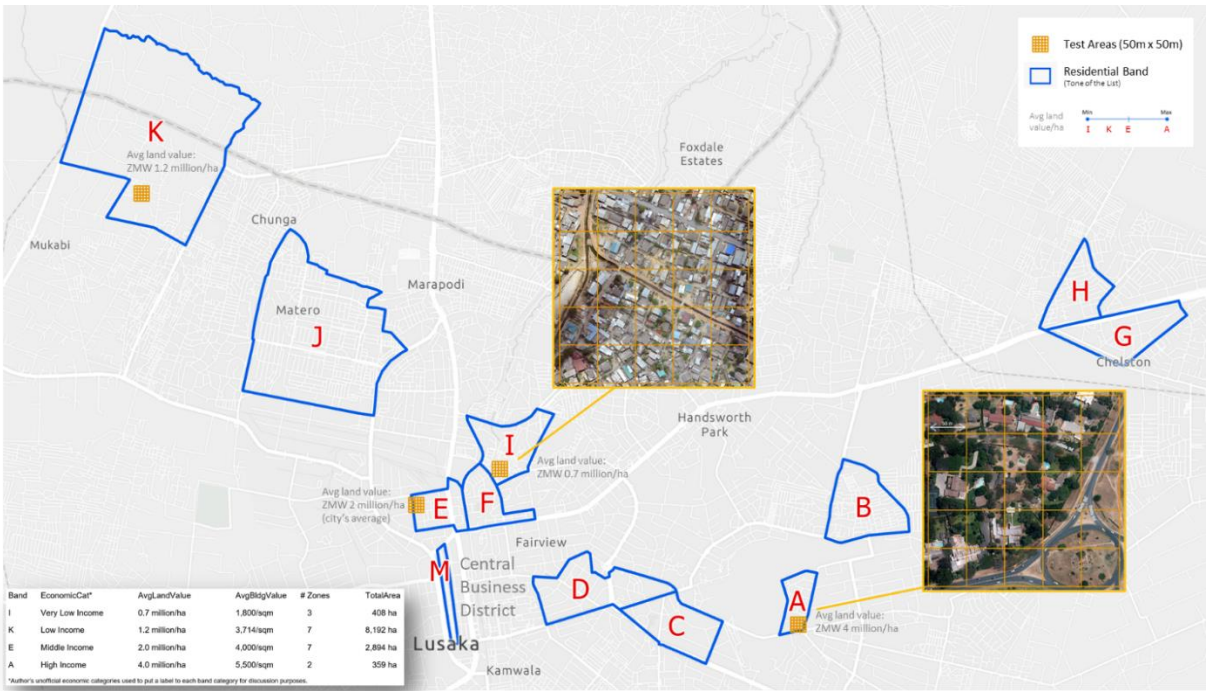 Test Areas (50m x 50m)
Residential Band
(Tone of the List)
Avg land
value/ha
Min
Max
I K E A
K
Avg land value:
ZMW 1.2 million/ha
Foxdale
Estates
Chunga
Mukabi
Marapodi
Matero
J
H
G
Chelston
Handsworth
Park
I
Avg land value:
ZMW 0.7 million/ha
Avg land value:
ZMW 2 million/ha
(city's average)
E
F
B
Fairview
M
Central
Business
District
D
A
C
Avg land value:
ZMW 4 million/ha
Lusaka
Kamwala
Band EconomicCat* AvgLandValue AvgBldgValue # Zones TotalArea
I Very Low Income 0.7 million/ha 1,800/sqm 3 408 ha
K Low Income 1.2 million/ha 3,714/sqm 7 8,192 ha
E Middle Income 2.0 million/ha 4,000/sqm 7 2,894 ha
A High Income 4.0 million/ha 5,500/sqm 2 359 ha
*Author's unofficial economic categories used to put a label to each band category for discussion purposes.